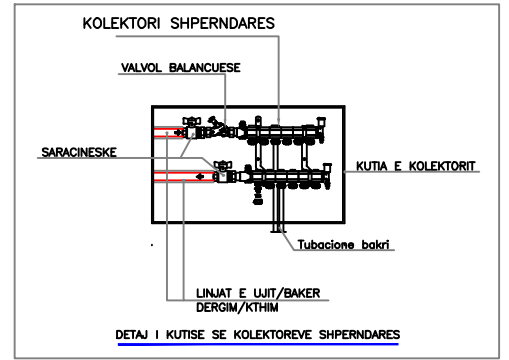 KOLEKTORI SHPERNDARES
VALVOL BALANCUESE
SARACINESKE
KUTIA E KOLEKTORIT
Tubacione bakri
LINJAT E UJIT/BAKER
DERGIM/KTHIM
DETAJ I KUTISE SE KOLEKTOREVE SHPERNDARES